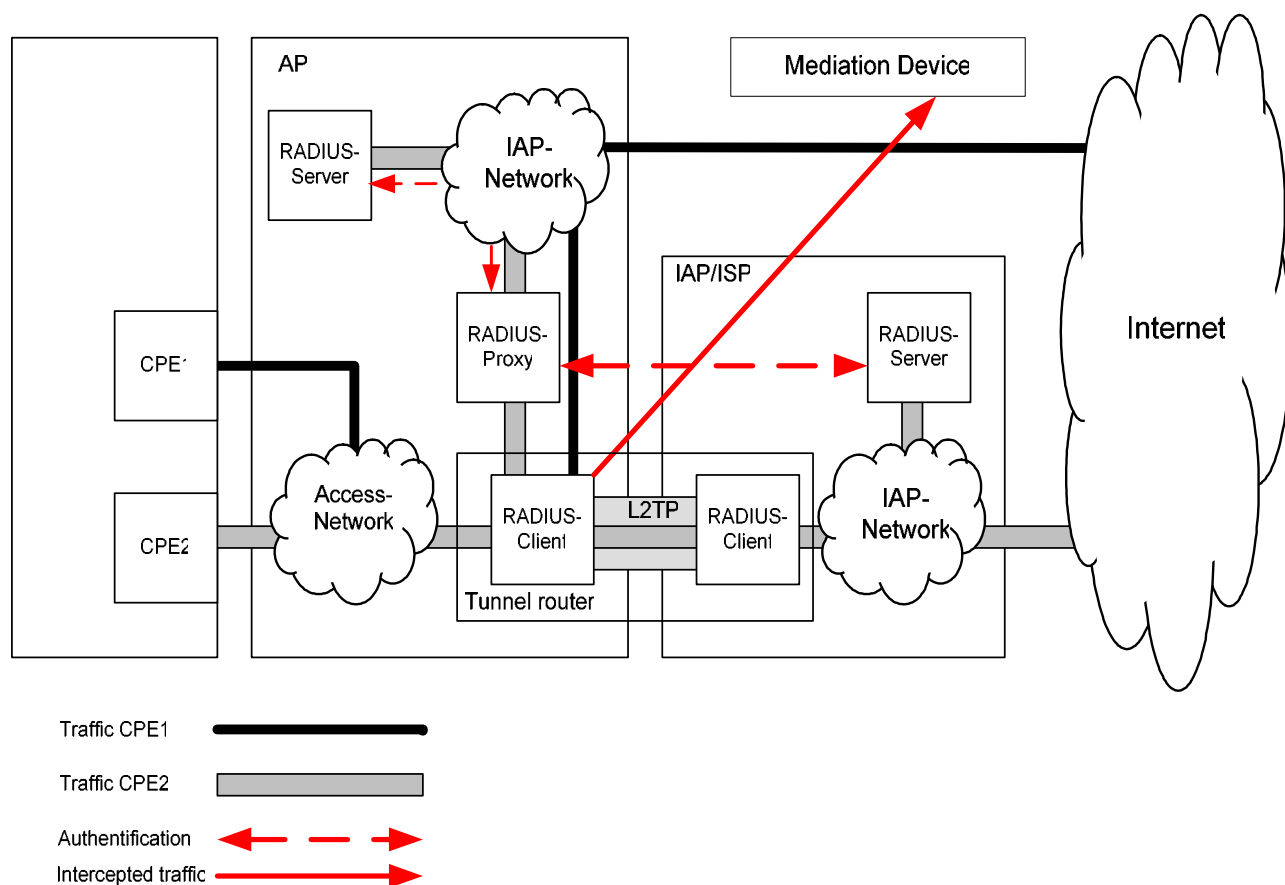 AP
Mediation Device
RADIUS-
Server
IAP-
Network
IAP/ISP
CPE1
RADIUS-
Proxy
RADIUS-
Server
Internet
CPE2
Access-
Network
RADIUS-
Client
L2TP
RADIUS-
Client
IAP-
Network
Tunnel router
Traffic CPE1
Traffic CPE2
Authentification
Intercepted traffic